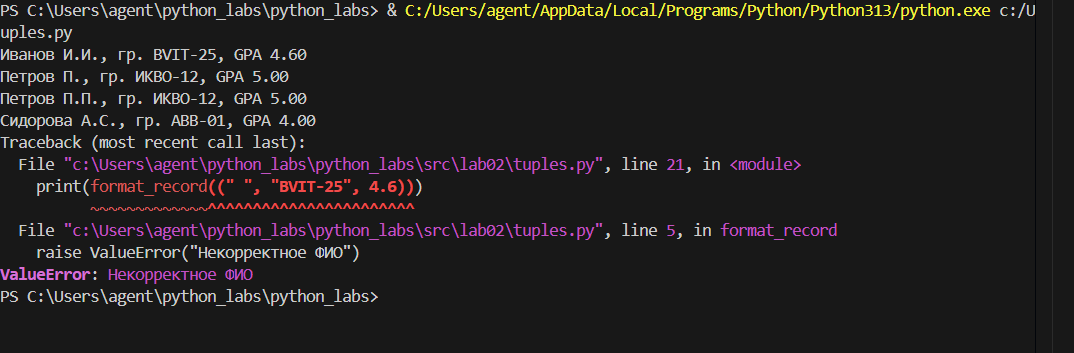 PS C:\Users\agent\python_labs\python_labs> & C:/Users/agent/AppData/Local/Programs/Python/Python313/python.exe c:/U
uples.py
Иванов И.И., гр. BVIT-25, GPA 4.60
Петров П., гр. ИКВО-12, GPA 5.00
Петров П.П., гр. ИКВО-12, GPA 5.00
Сидорова А.С., гр. ABB-01, GPA 4.00
Traceback (most recent call last):
  File "c:\Users\agent\python_labs\python_labs\src\lab02\tuples.py", line 21, in <module>
    print(format_record((" ", "BVIT-25", 4.6)))
          ~~~~~~~~~~~~~^^^^^^^^^^^^^^^^^^^^^^^
  File "c:\Users\agent\python_labs\python_labs\src\lab02\tuples.py", line 5, in format_record
    raise ValueError("Некорректное ФИО")
ValueError: Некорректное ФИО
PS C:\Users\agent\python_labs\python_labs>